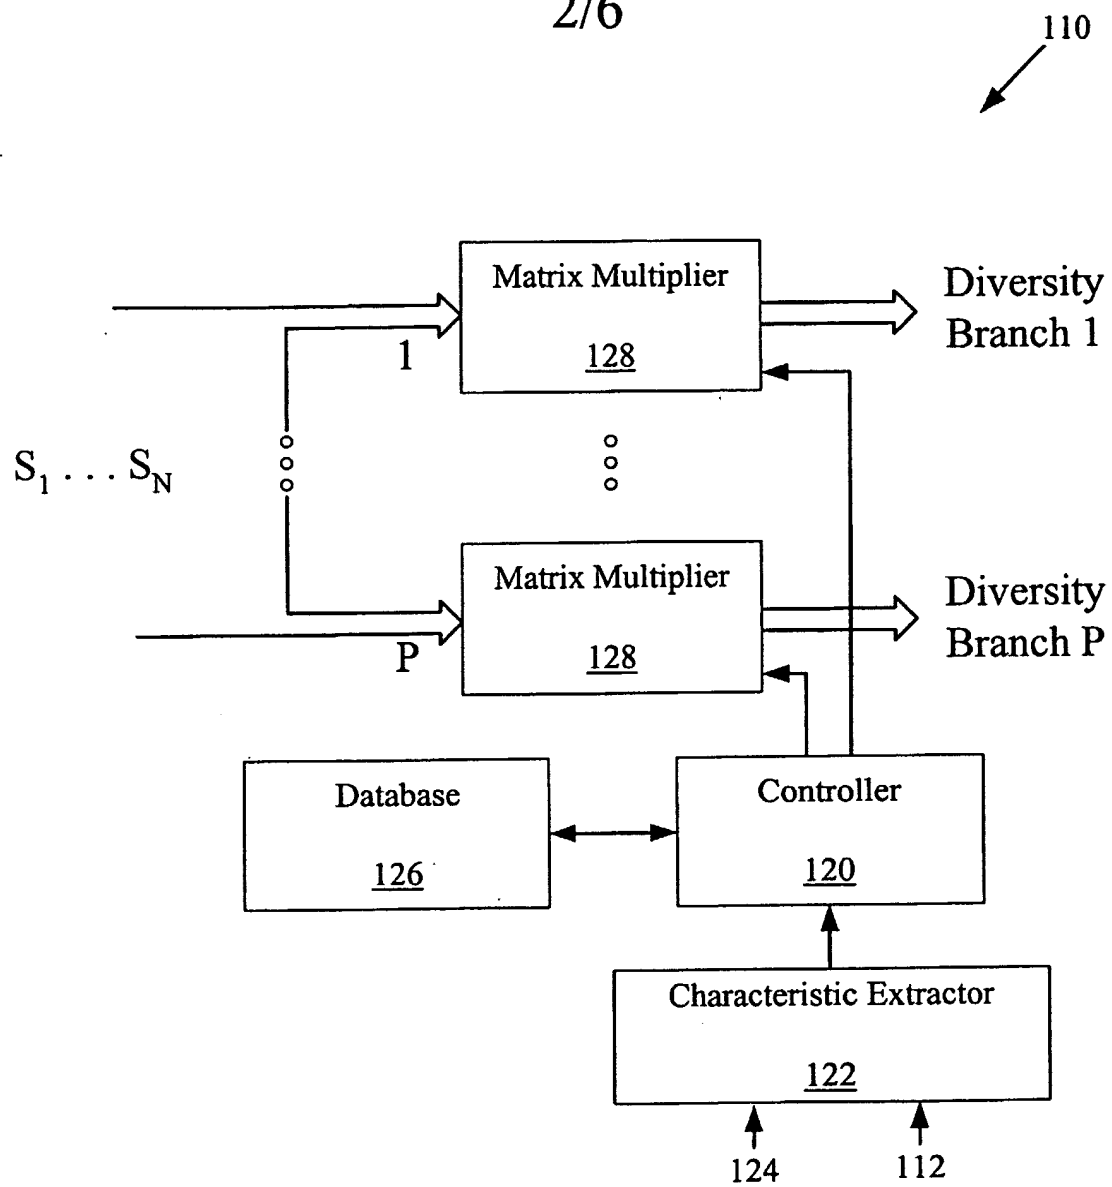 2/6
110
Matrix Multiplier
128
Diversity
Branch 1
1
S1 . . . SN
Matrix Multiplier
128
Diversity
Branch P
P
Database
126
Controller
120
Characteristic Extractor
122
124
112